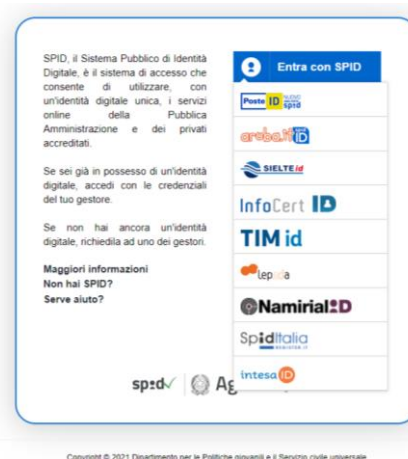 SPID, il Sistema Pubblico di Identità
Digitale, è il sistema di accesso che
consente di utilizzare, con
un'identità digitale unica, i servizi
online della Pubblica
Amministrazione e dei privati
accreditati.
Se sei già in possesso di un'identità
digitale, accedi con le credenziali
del tuo gestore.
Se non hai ancora un'identità
digitale, richiedila ad uno dei gestori.
Maggiori informazioni
Non hai SPID?
Serve aiuto?
Entra con SPID
Poste ID NUOVO spid
aruba.it ID
SIELTE id
InfoCert ID
TIM id
lep a
Namirial ID
SpidItalia
REGISTER.IT
intesa ID
spid
Ag
Copyright © 2021 Dipartimento per le Politiche giovanili e il Servizio civile universale